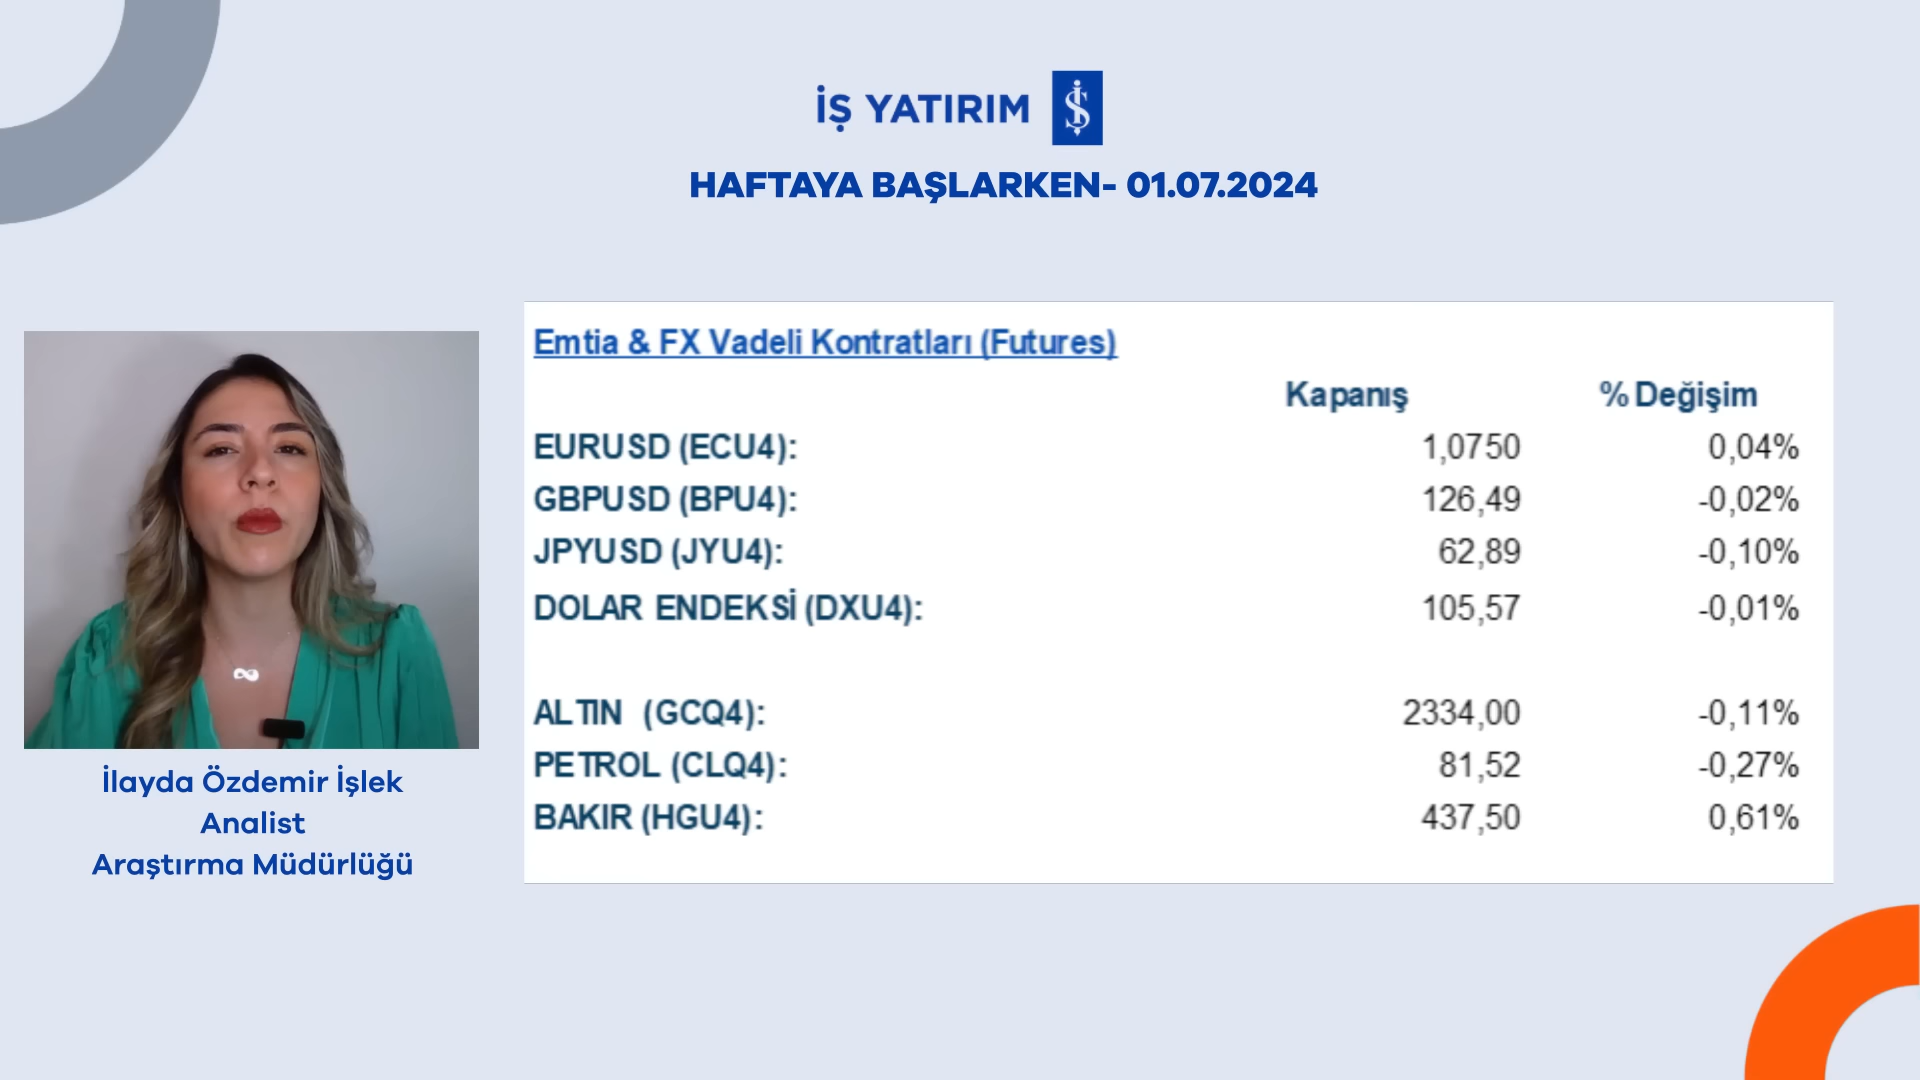 İŞ YATIRIM
HAFTAYA BAŞLARKEN- 01.07.2024
Emtia & FX Vadeli Kontratları (Futures)
Kapanış % Değişim
EURUSD (ECU4): 1,0750 0,04%
GBPUSD (BPU4): 126,49 -0,02%
JPYUSD (JYU4): 62,89 -0,10%
DOLAR ENDEKSİ (DXU4): 105,57 -0,01%
ALTIN (GCQ4): 2334,00 -0,11%
PETROL (CLQ4): 81,52 -0,27%
BAKIR (HGU4): 437,50 0,61%
İlayda Özdemir İşlek
Analist
Araştırma Müdürlüğü